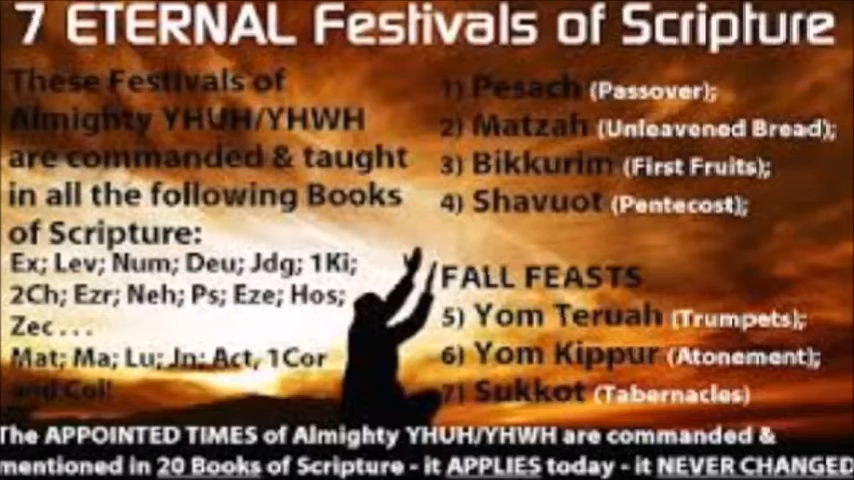 7 ETERNAL Festivals of Scripture
These Festivals of
Almighty YHUH/YHWH
are commanded & taught
in all the following Books
of Scripture:
Ex; Lev; Num; Deu; Jdg; 1Ki;
2Ch; Ezr; Neh; Ps; Eze; Hos;
Zec . . .
Mat; Ma; Lu; Jn; Act, 1Cor
and Col!
1) Pesach (Passover);
2) Matzah (Unleavened Bread);
3) Bikkurim (First Fruits);
4) Shavuot (Pentecost);
FALL FEASTS
5) Yom Teruah (Trumpets);
6) Yom Kippur (Atonement);
7) Sukkot (Tabernacles)
The APPOINTED TIMES of Almighty YHUH/YHWH are commanded &
mentioned in 20 Books of Scripture - it APPLIES today - it NEVER CHANGED